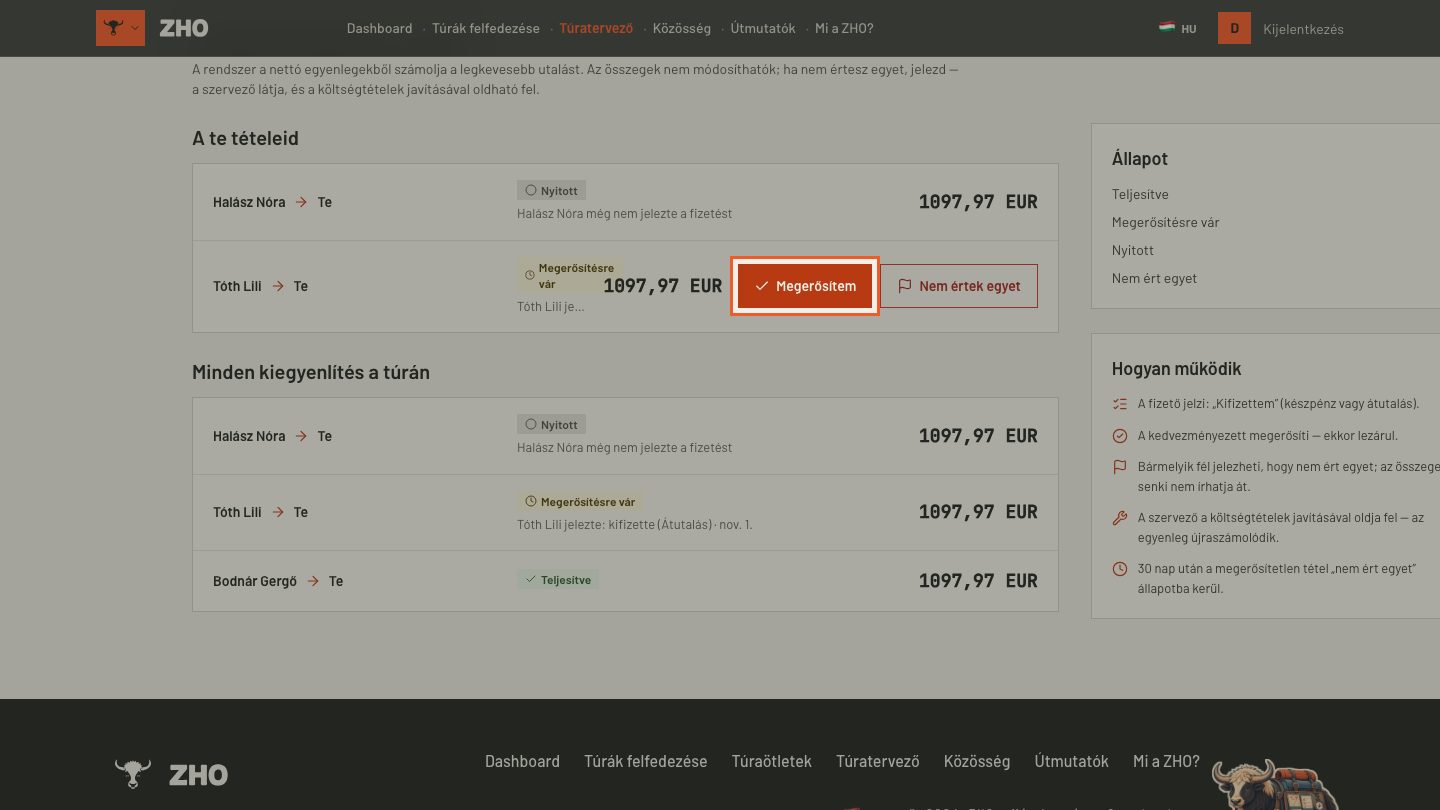 ZHO
Dashboard · Túrák felfedezése · Túratervező · Közösség · Útmutatók · Mi a ZHO?
HU
D
Kijelentkezés
A rendszer a nettó egyenlegekből számolja a legkevesebb utalást. Az összegek nem módosíthatók; ha nem értesz egyet, jelezd —
a szervező látja, és a költségtételek javításával oldható fel.
A te tételeid
Halász Nóra → Te
Nyitott
Halász Nóra még nem jelezte a fizetést
1097,97 EUR
Tóth Lili → Te
Megerősítésre
vár
Tóth Lili je...
1097,97 EUR
Megerősítem
Nem értek egyet
Minden kiegyenlítés a túrán
Halász Nóra → Te
Nyitott
Halász Nóra még nem jelezte a fizetést
1097,97 EUR
Tóth Lili → Te
Megerősítésre vár
Tóth Lili jelezte: kifizette (Átutalás) · nov. 1.
1097,97 EUR
Bodnár Gergő → Te
Teljesítve
1097,97 EUR
Állapot
Teljesítve
Megerősítésre vár
Nyitott
Nem ért egyet
Hogyan működik
A fizető jelzi: „Kifizettem” (készpénz vagy átutalás).
A kedvezményezett megerősíti — ekkor lezárul.
Bármelyik fél jelezheti, hogy nem ért egyet; az összege
senki nem írhatja át.
A szervező a költségtételek javításával oldja fel — az
egyenleg újraszámolódik.
30 nap után a megerősítetlen tétel „nem ért egyet”
állapotba kerül.
ZHO
Dashboard Túrák felfedezése Túraötletek Túratervező Közösség Útmutatók Mi a ZHO?